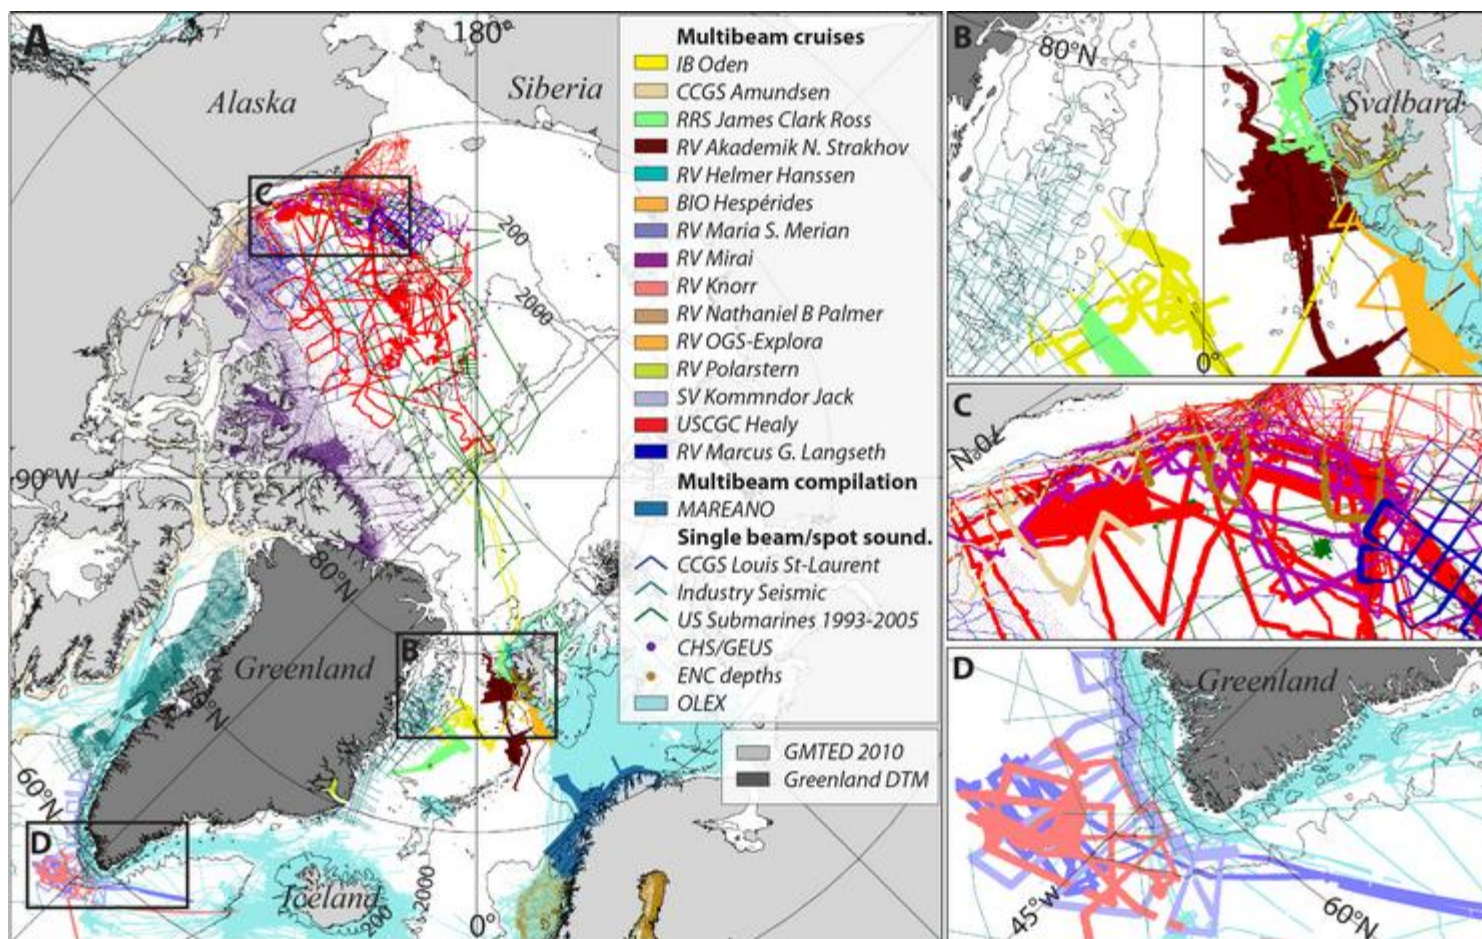 A
180°
Alaska
Siberia
C
200
2000
90°W
80°N
Greenland
70°N
B
60°N
D
Iceland
200
2000
0°
Multibeam cruises
IB Oden
CCGS Amundsen
RRS James Clark Ross
RV Akademik N. Strakhov
RV Helmer Hanssen
BIO Hespérides
RV Maria S. Merian
RV Mirai
RV Knorr
RV Nathaniel B Palmer
RV OGS-Explora
RV Polarstern
SV Kommndor Jack
USCGC Healy
RV Marcus G. Langseth
Multibeam compilation
MAREANO
Single beam/spot sound.
CCGS Louis St-Laurent
Industry Seismic
US Submarines 1993-2005
CHS/GEUS
ENC depths
OLEX
GMTED 2010
Greenland DTM
B
80°N
Svalbard
0°
C
70°N
D
Greenland
45°W
60°N